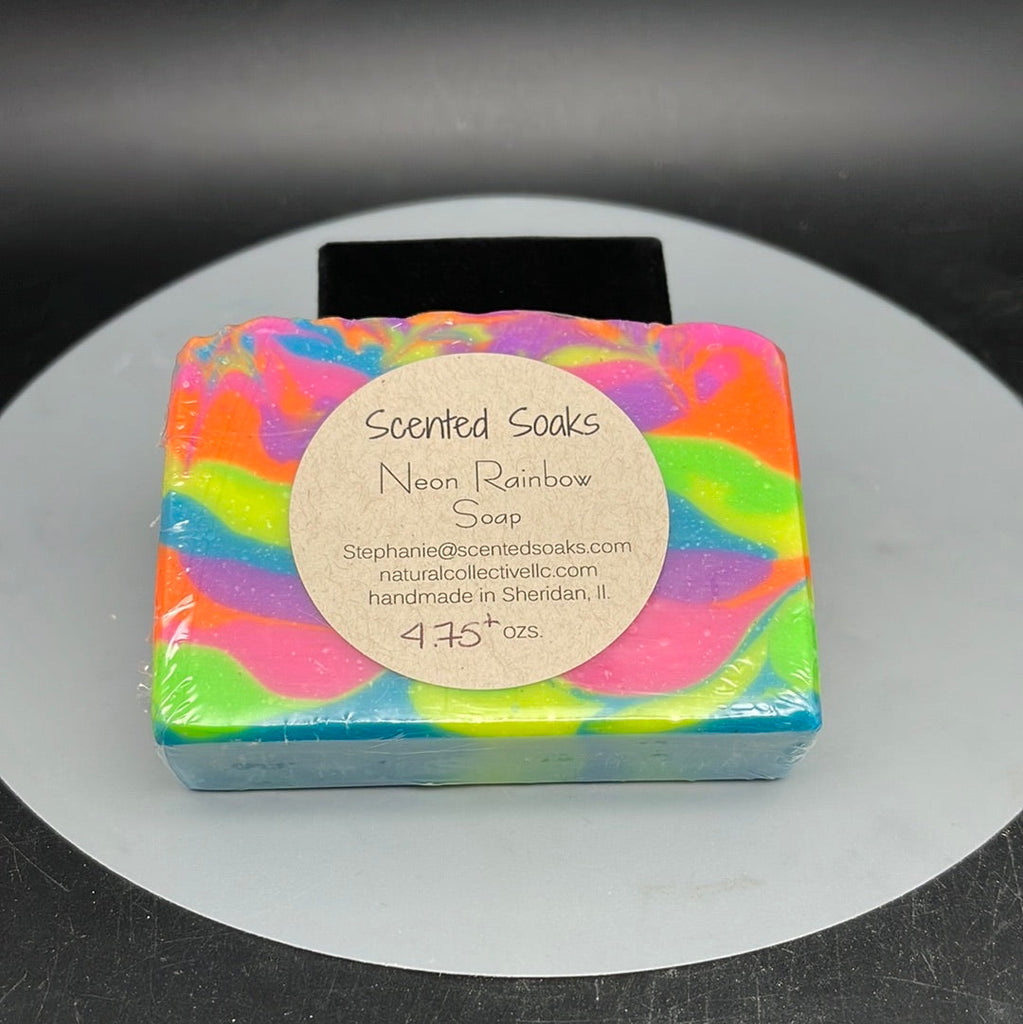 Scented Soaks
Neon Rainbow
Soap
Stephanie@scentedsoaks.com
naturalcollectivellc.com
handmade in Sheridan, Il.
4.75+ ozs.